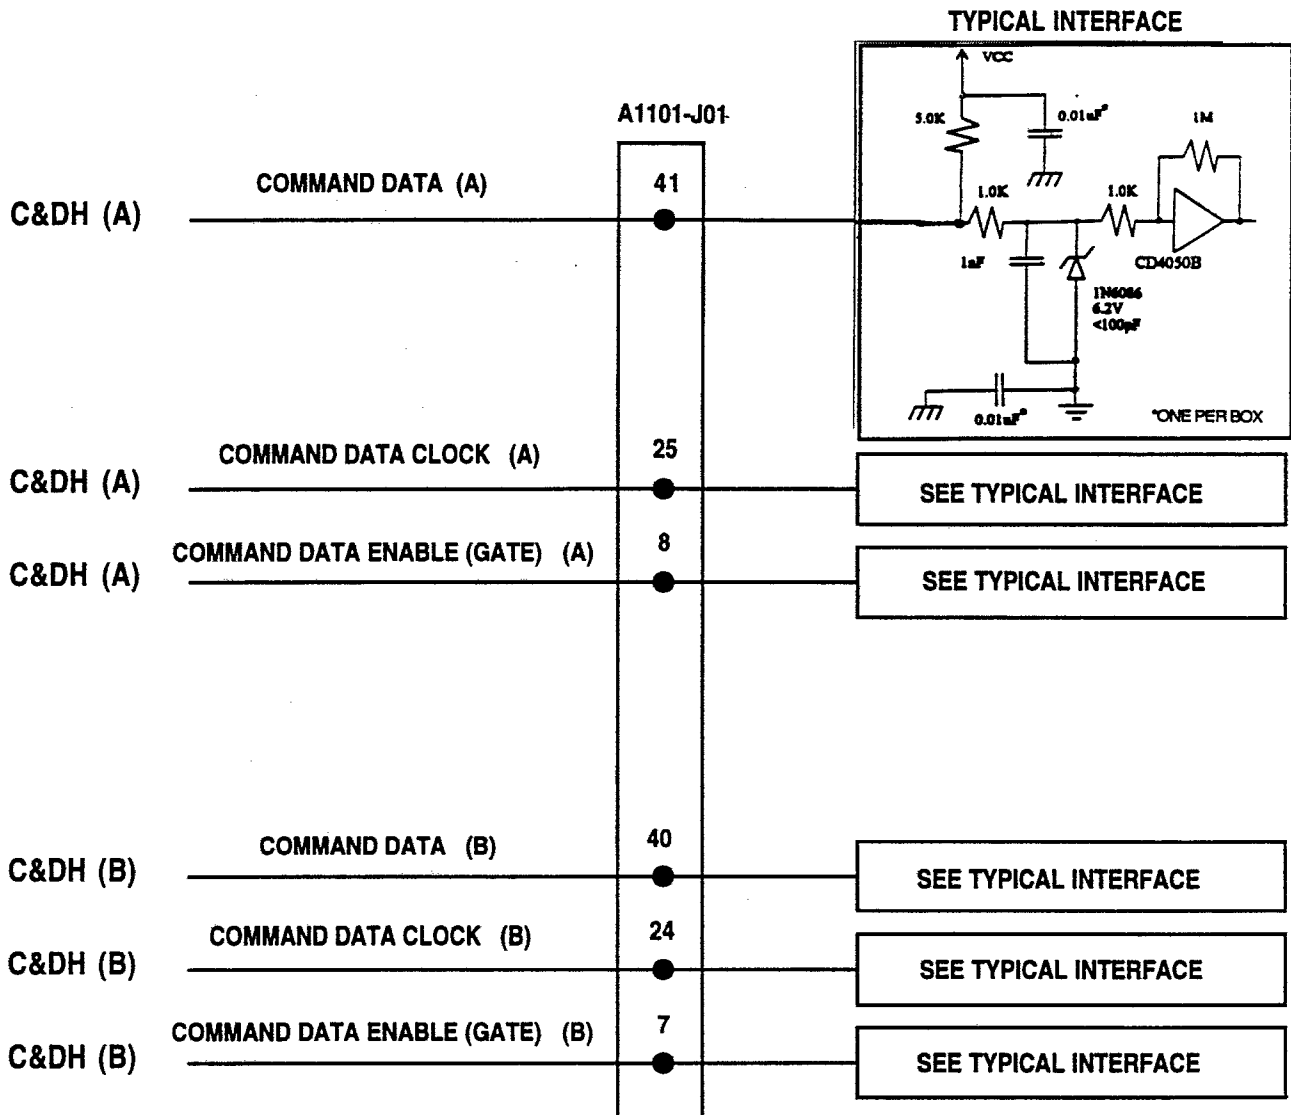 TYPICAL INTERFACE
VCC
A1101-J01
5.0K
0.01uF*
1M
COMMAND DATA (A)
41
C&DH (A)
1.0K
1.0K
1nF
CD4050B
1N6086
6.2V
<100pF
0.01uF*
*ONE PER BOX
COMMAND DATA CLOCK (A)
25
C&DH (A)
SEE TYPICAL INTERFACE
COMMAND DATA ENABLE (GATE) (A)
8
C&DH (A)
SEE TYPICAL INTERFACE
COMMAND DATA (B)
40
C&DH (B)
SEE TYPICAL INTERFACE
COMMAND DATA CLOCK (B)
24
C&DH (B)
SEE TYPICAL INTERFACE
COMMAND DATA ENABLE (GATE) (B)
7
C&DH (B)
SEE TYPICAL INTERFACE